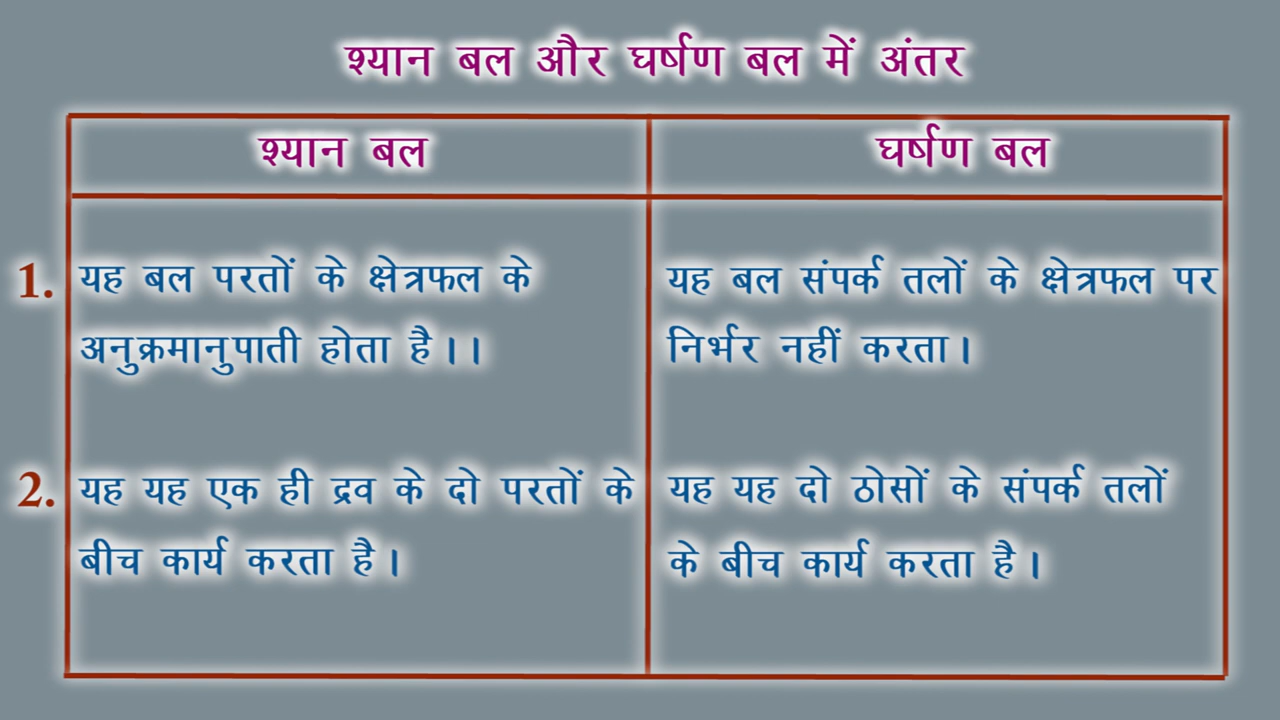 श्यान बल और घर्षण बल में अंतर
श्यान बल
घर्षण बल
1. यह बल परतों के क्षेत्रफल के
अनुक्रमानुपाती होता है।।
यह बल संपर्क तलों के क्षेत्रफल पर
निर्भर नहीं करता।
2. यह यह एक ही द्रव के दो परतों के
बीच कार्य करता है।
यह यह दो ठोसों के संपर्क तलों
के बीच कार्य करता है।